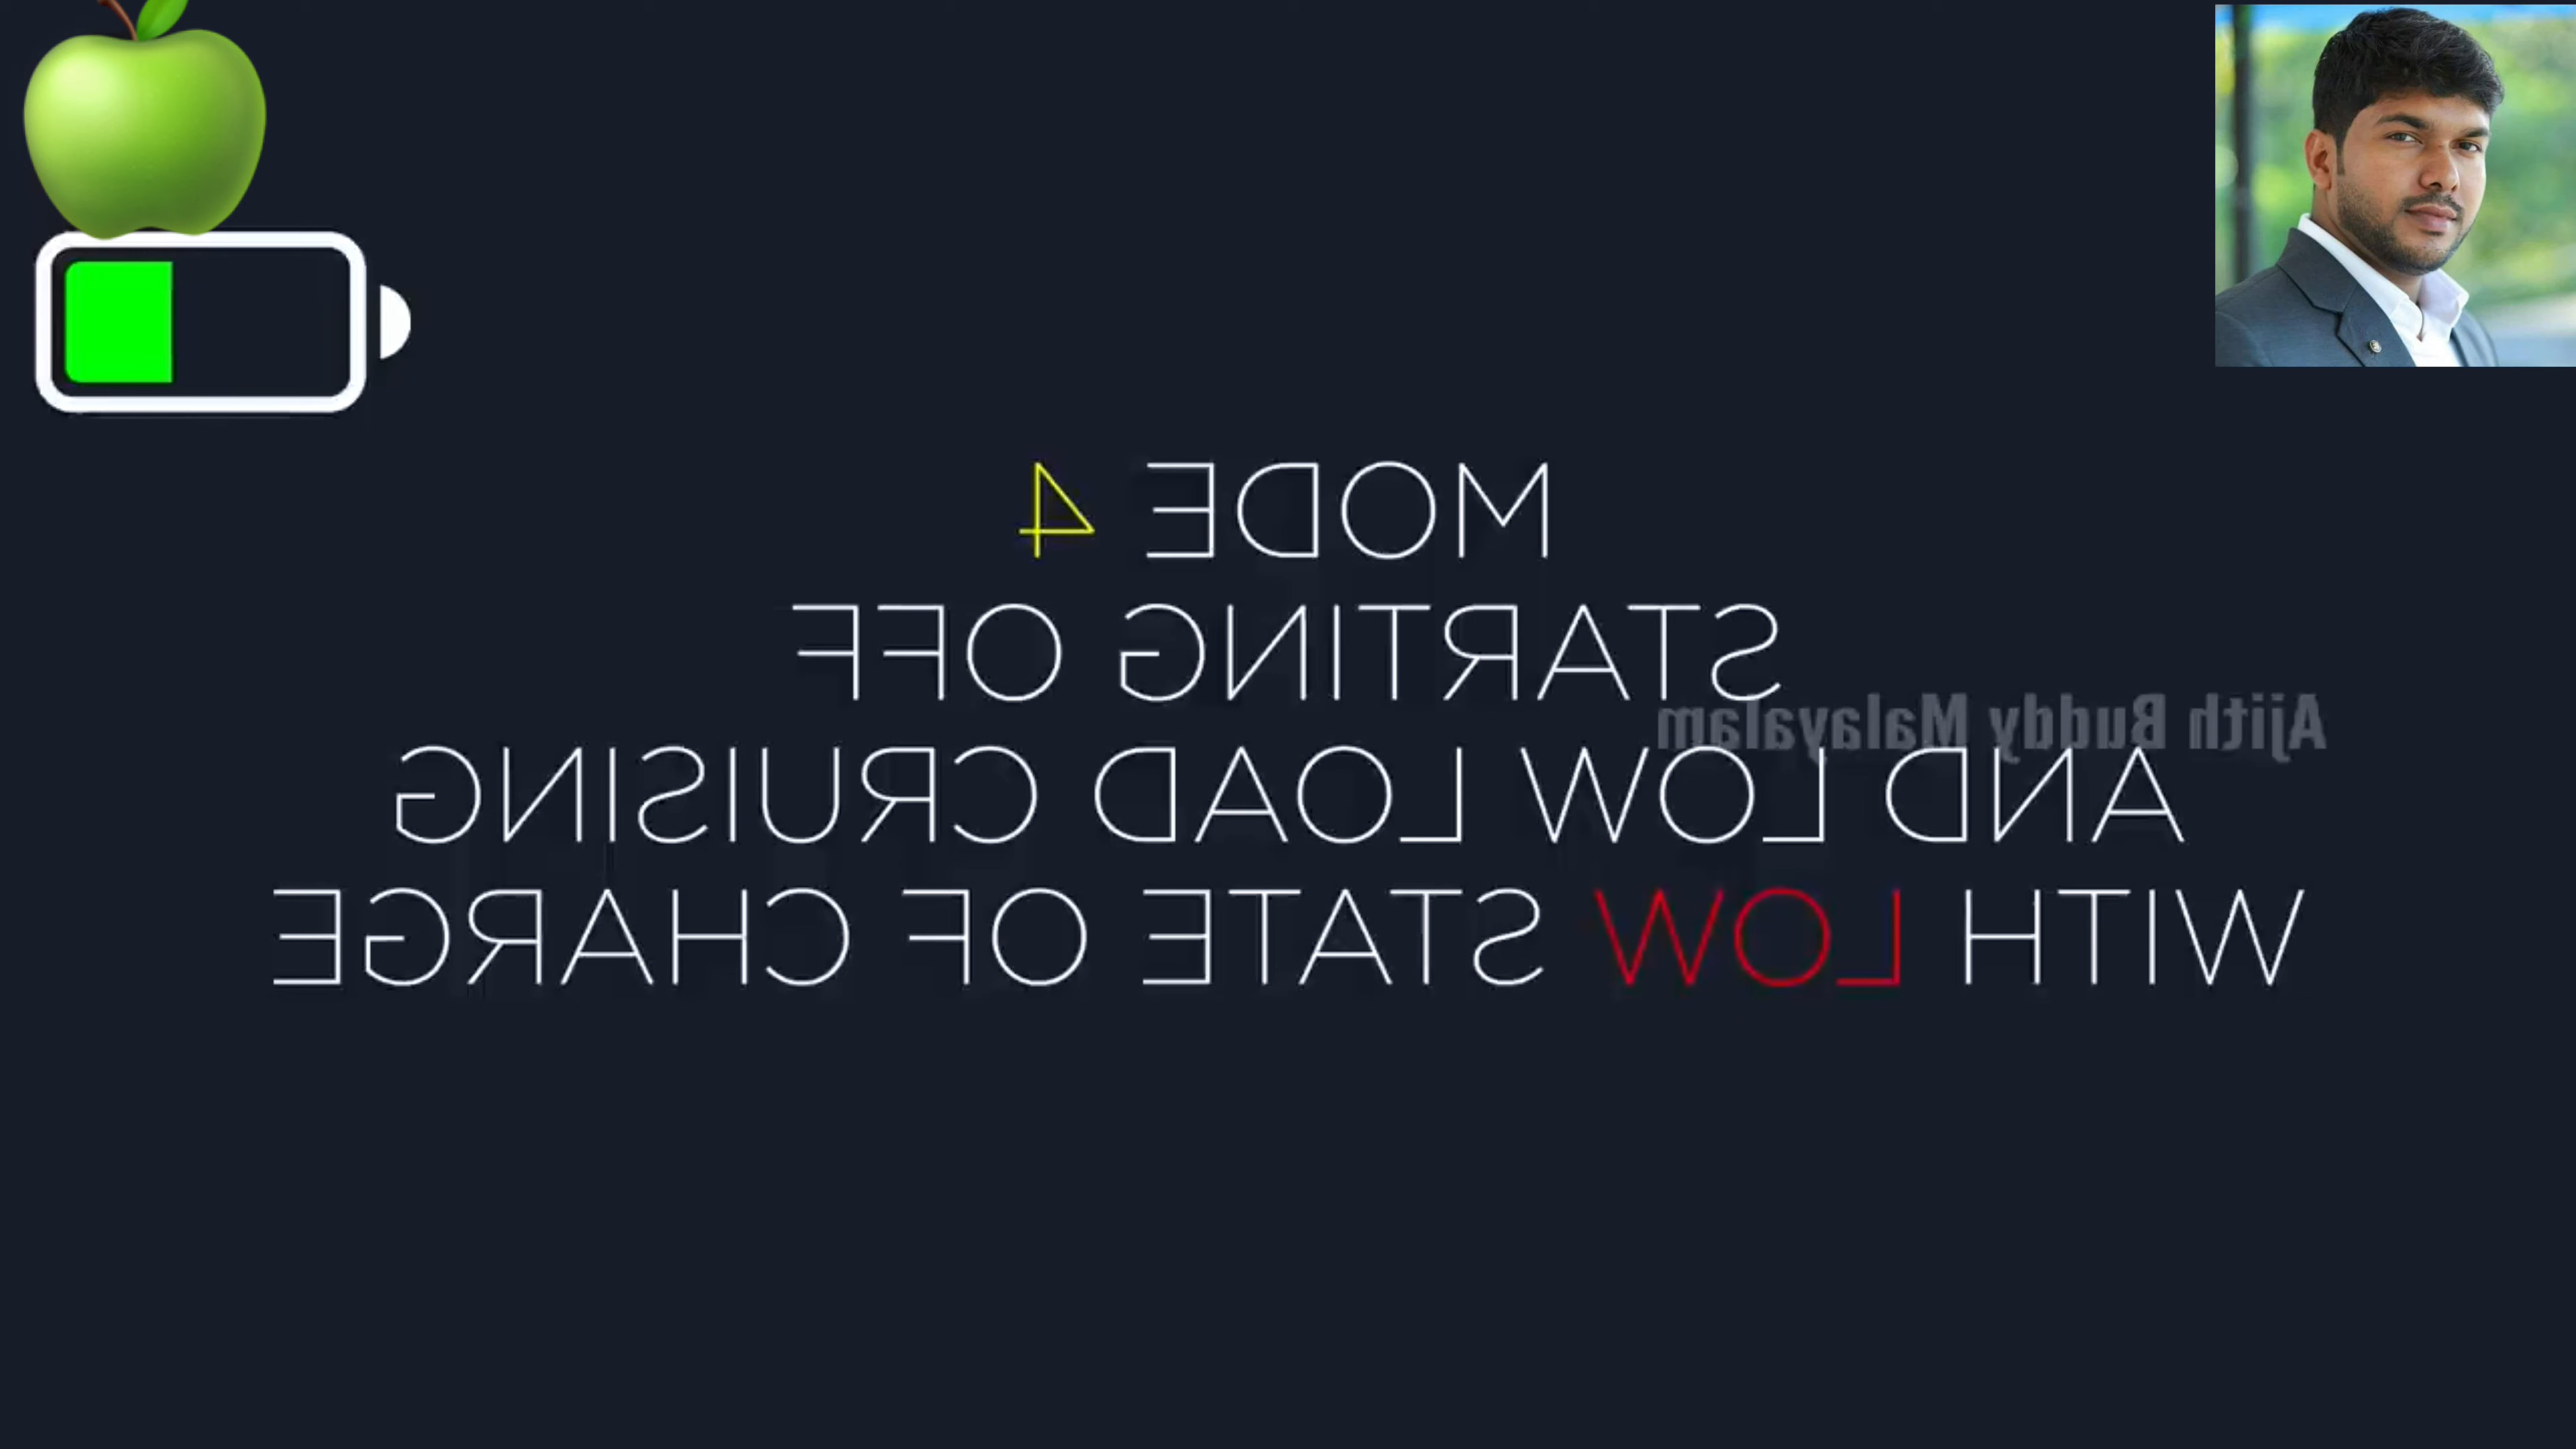 MODE 4
STARTING OFF
Ajith Buddy Malayalam
AND LOW LOAD CRUISING
WITH LOW STATE OF CHARGE